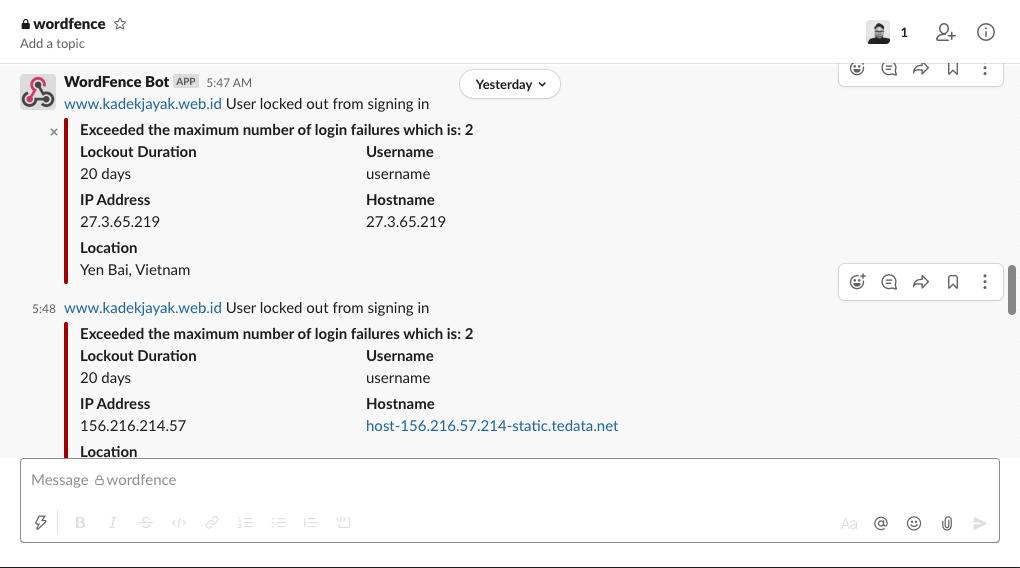 wordfence
Add a topic
1
WordFence Bot APP 5:47 AM
Yesterday
www.kadekjayak.web.id User locked out from signing in
Exceeded the maximum number of login failures which is: 2
Lockout Duration Username
20 days username
IP Address Hostname
27.3.65.219 27.3.65.219
Location
Yen Bai, Vietnam
5:48 www.kadekjayak.web.id User locked out from signing in
Exceeded the maximum number of login failures which is: 2
Lockout Duration Username
20 days username
IP Address Hostname
156.216.214.57 host-156.216.57.214-static.tedata.net
Location
Message wordfence
B I S </> Aa @